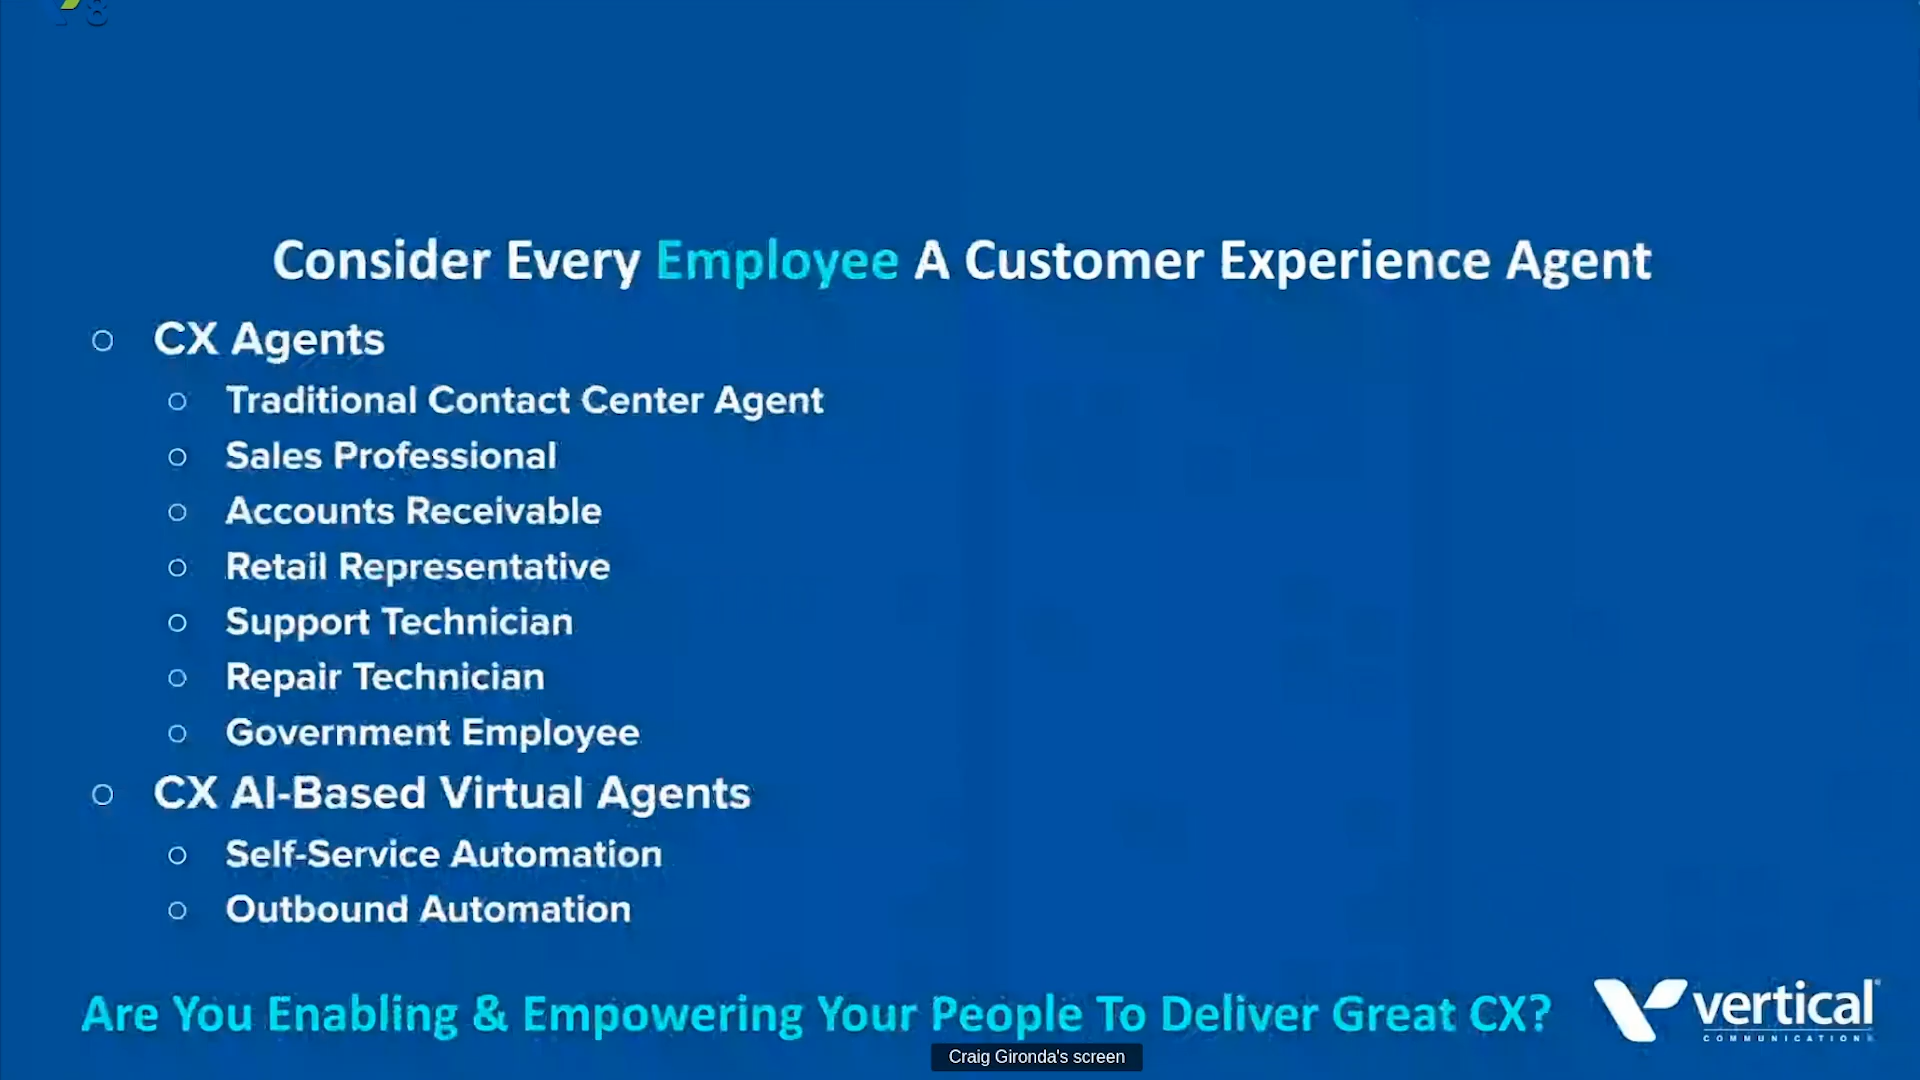 Consider Every Employee A Customer Experience Agent
CX Agents
Traditional Contact Center Agent
Sales Professional
Accounts Receivable
Retail Representative
Support Technician
Repair Technician
Government Employee
CX AI-Based Virtual Agents
Self-Service Automation
Outbound Automation
Are You Enabling & Empowering Your People To Deliver Great CX?
vertical
COMMUNICATIONS
Craig Gironda's screen